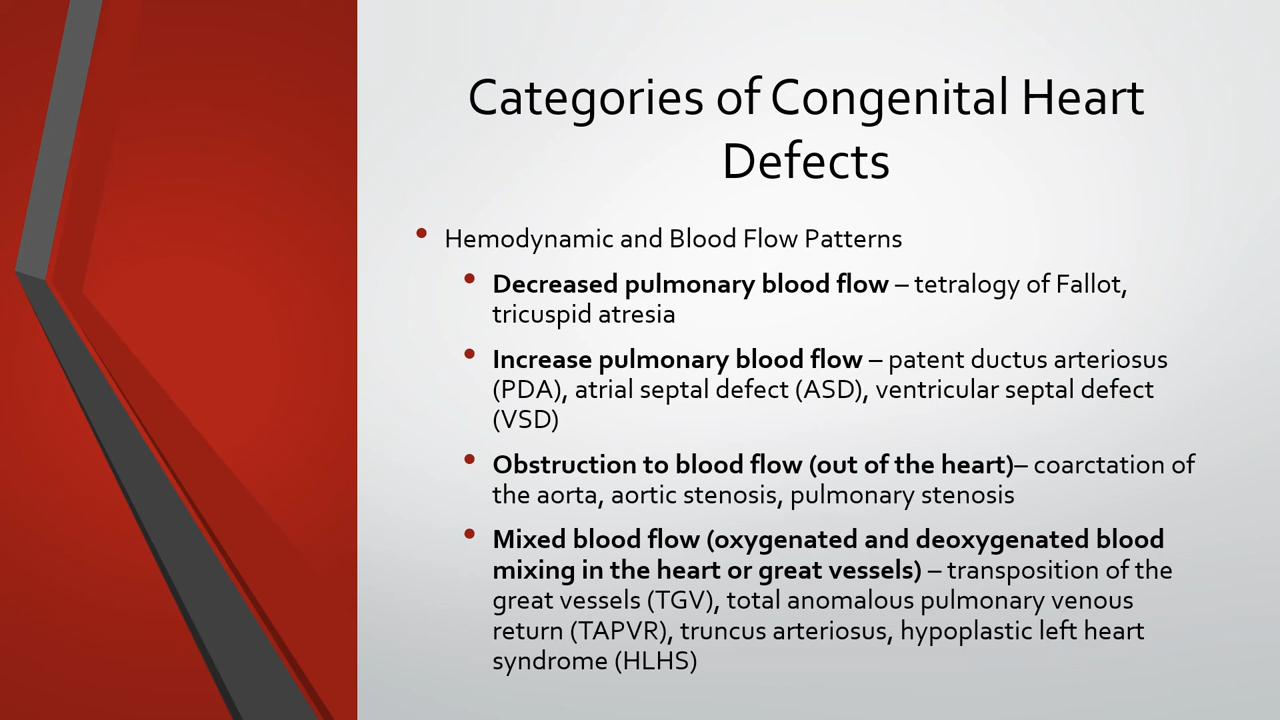 Categories of Congenital Heart
Defects
• Hemodynamic and Blood Flow Patterns
• Decreased pulmonary blood flow – tetralogy of Fallot,
tricuspid atresia
• Increase pulmonary blood flow – patent ductus arteriosus
(PDA), atrial septal defect (ASD), ventricular septal defect
(VSD)
• Obstruction to blood flow (out of the heart)– coarctation of
the aorta, aortic stenosis, pulmonary stenosis
• Mixed blood flow (oxygenated and deoxygenated blood
mixing in the heart or great vessels) – transposition of the
great vessels (TGV), total anomalous pulmonary venous
return (TAPVR), truncus arteriosus, hypoplastic left heart
syndrome (HLHS)